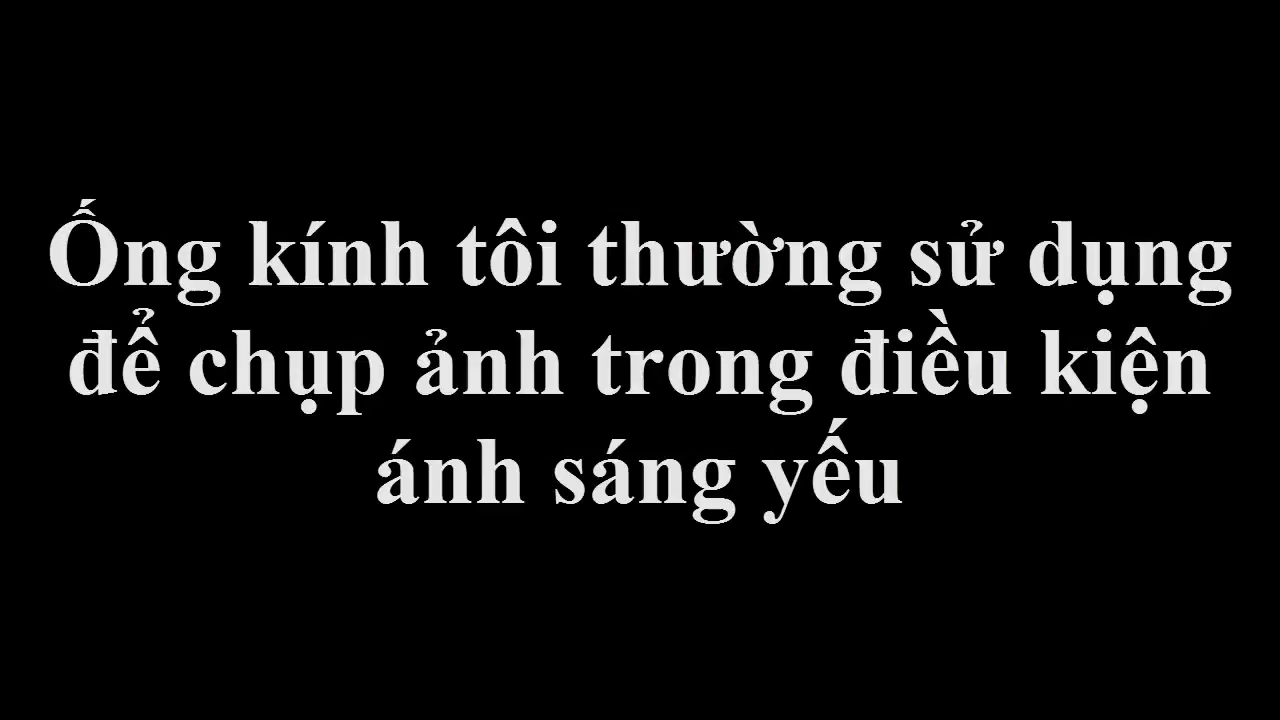 Ống kính tôi thường sử dụng
để chụp ảnh trong điều kiện
ánh sáng yếu